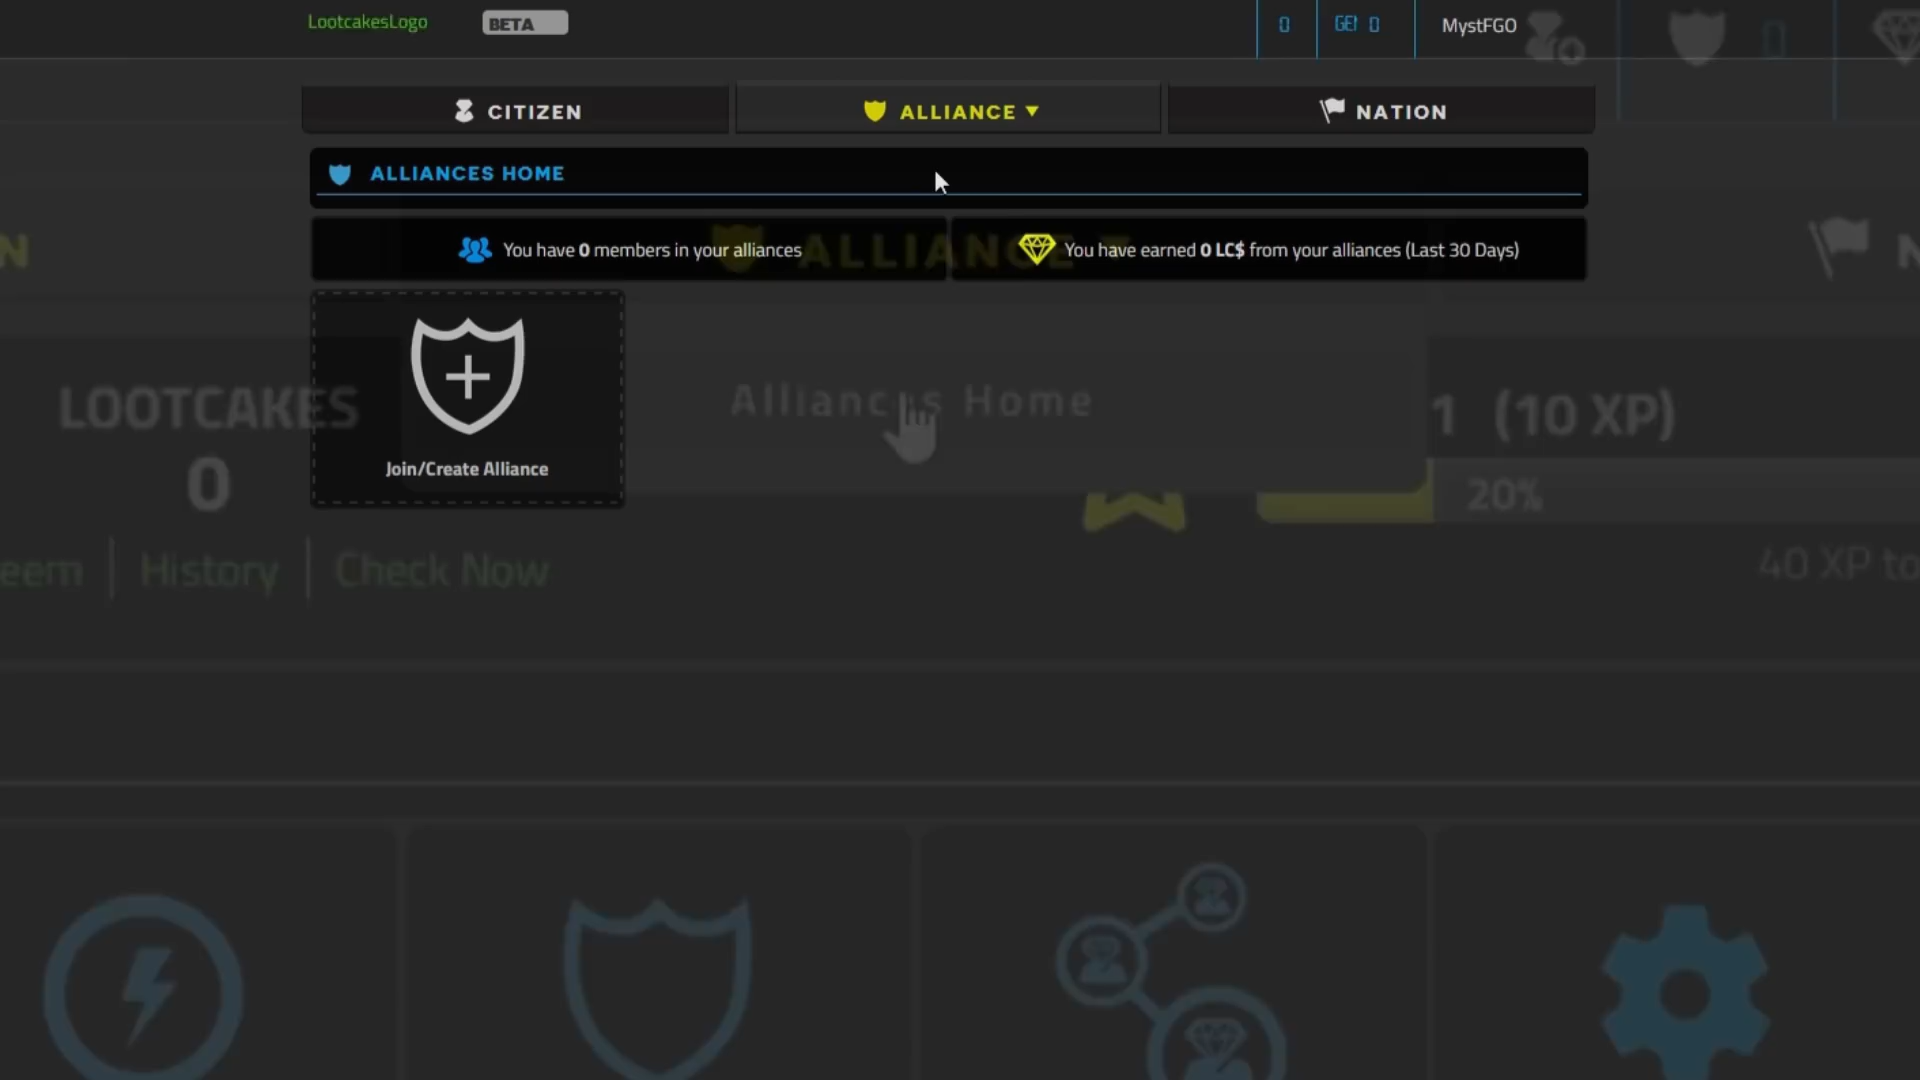 LootcakesLogo BETA 0 GEM 0 MystFGO
CITIZEN ALLIANCE ▼ NATION
ALLIANCES HOME
You have 0 members in your alliances You have earned 0 LC$ from your alliances (Last 30 Days)
ALLIANCE
LOOTCAKES Alliances Home 1 (10 XP)
Join/Create Alliance
0 20%
History Check Now 40 XP to